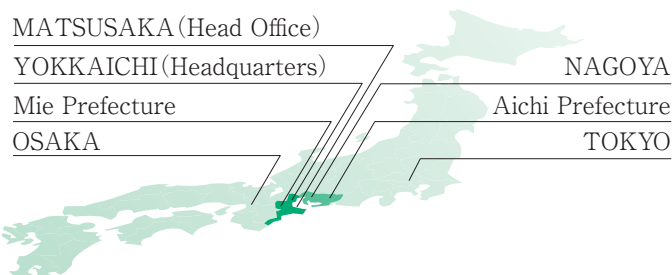 MATSUSAKA(Head Office)
YOKKAICHI(Headquarters)
Mie Prefecture
OSAKA
NAGOYA
Aichi Prefecture
TOKYO